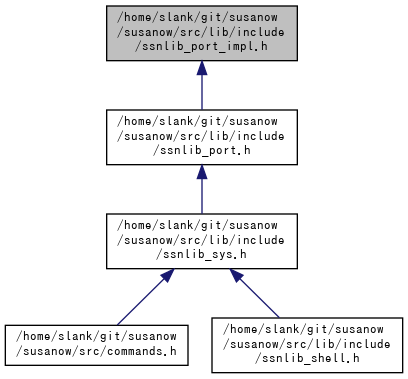 /home/slank/git/susanow
/susanow/src/lib/include
/ssnlib_port_impl.h
/home/slank/git/susanow
/susanow/src/lib/include
/ssnlib_port.h
/home/slank/git/susanow
/susanow/src/lib/include
/ssnlib_sys.h
/home/slank/git/susanow
/susanow/src/commands.h
/home/slank/git/susanow
/susanow/src/lib/include
/ssnlib_shell.h